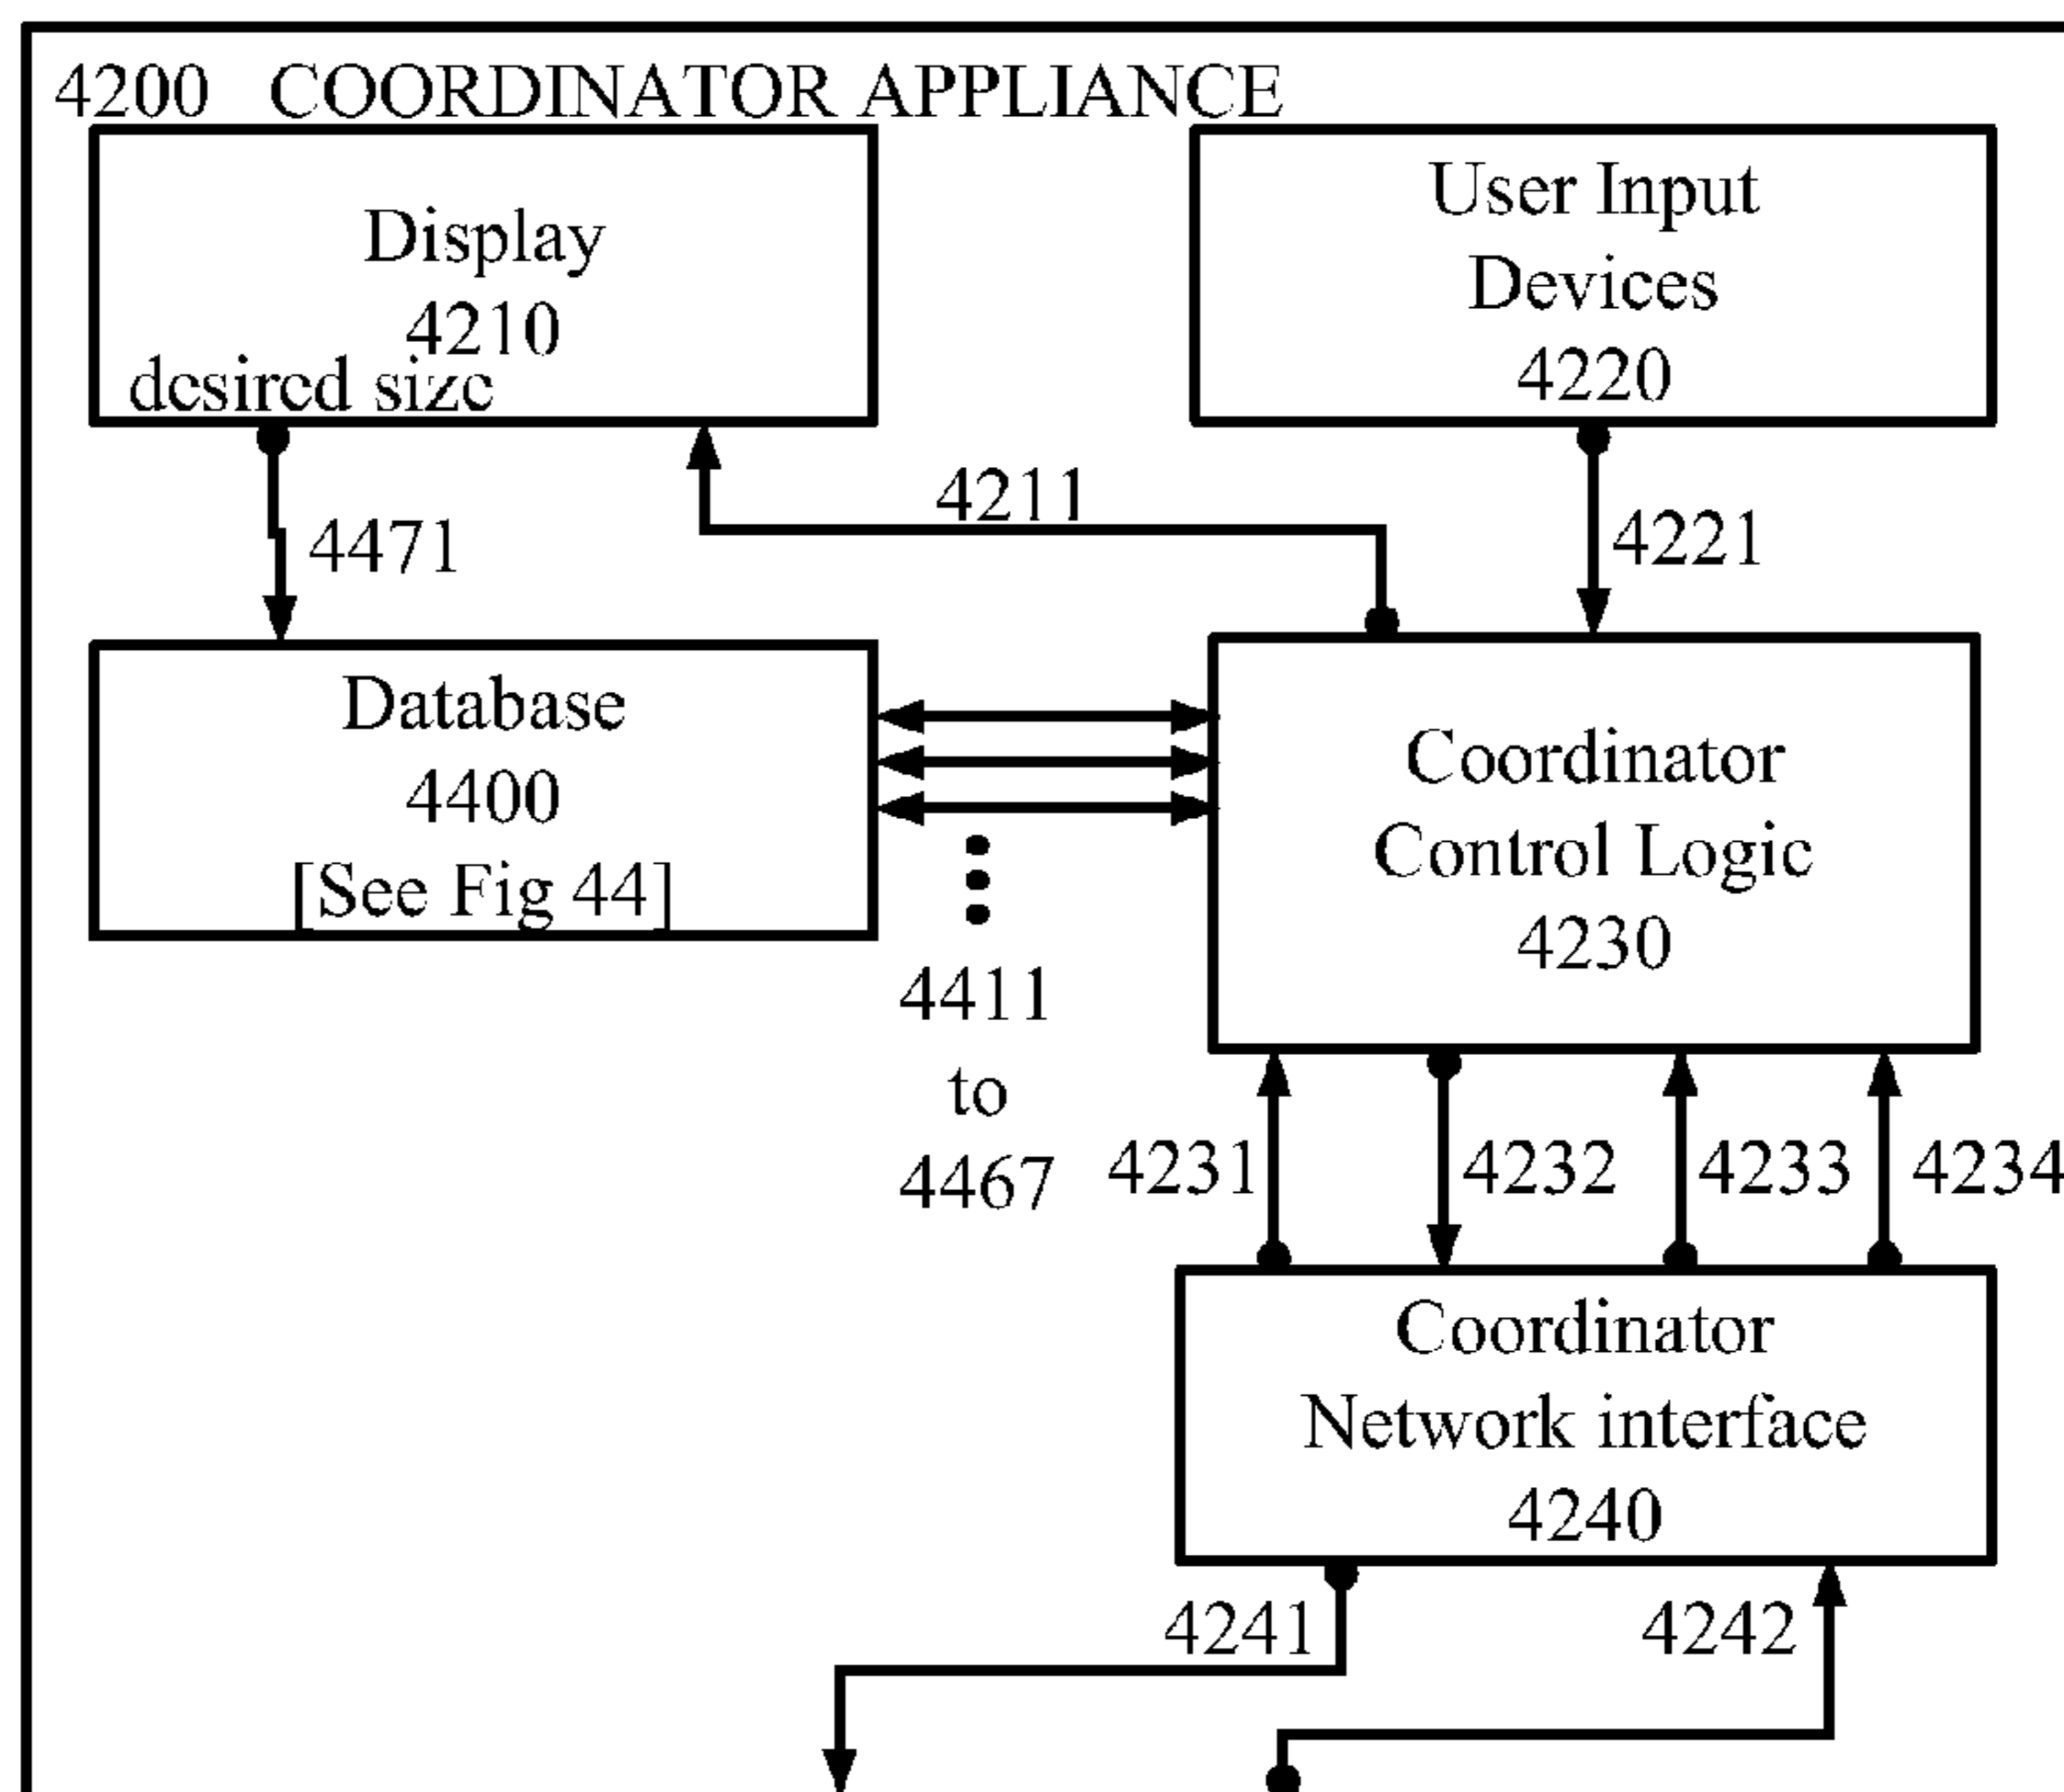 4200 COORDINATOR APPLIANCE
Display
4210
desired size
User Input
Devices
4220
4211
4471
4221
Database
4400
[See Fig 44]
Coordinator
Control Logic
4230
4411
to
4467
4231
4232
4233
4234
Coordinator
Network interface
4240
4241
4242